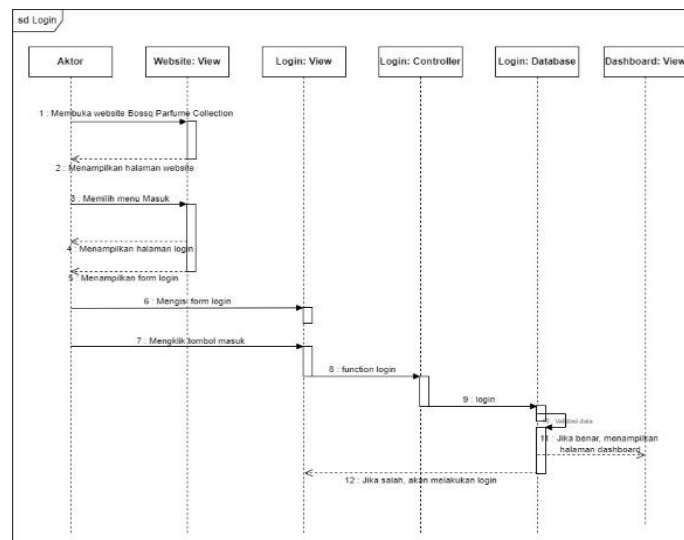 sd Login
Aktor
Website: View
Login: View
Login: Controller
Login: Database
Dashboard: View
1 : Membuka website Bossq Parfume Collection
2 : Menampilkan halaman website
3 : Memilih menu Masuk
4 : Menampilkan halaman login
5 : Menampilkan form login
6 : Mengisi form login
7 : Mengklik tombol masuk
8 : function login
9 : login
10 : Validasi data
11 : Jika benar, menampilkan
halaman dashboard
12 : Jika salah, akan melakukan login